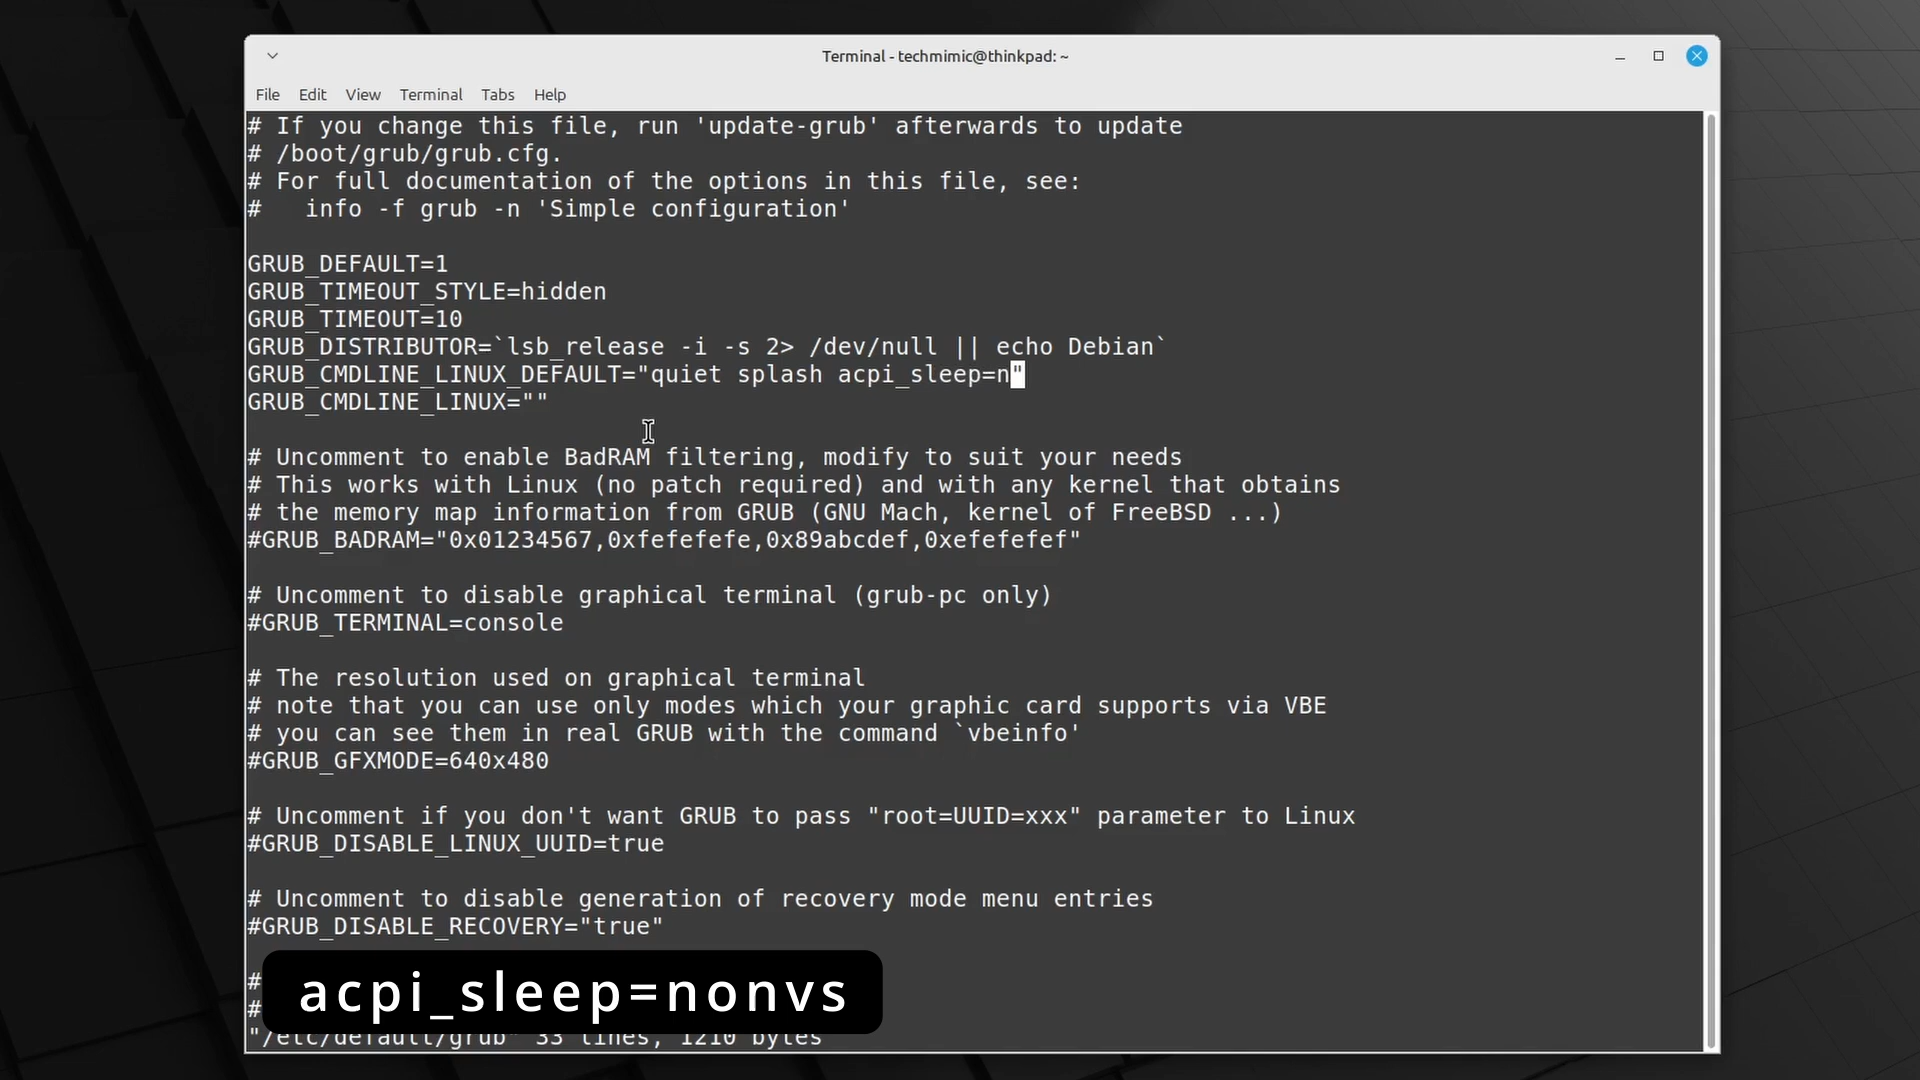 Terminal - techmimic@thinkpad: ~
File Edit View Terminal Tabs Help
# If you change this file, run 'update-grub' afterwards to update
# /boot/grub/grub.cfg.
# For full documentation of the options in this file, see:
#   info -f grub -n 'Simple configuration'
GRUB_DEFAULT=1
GRUB_TIMEOUT_STYLE=hidden
GRUB_TIMEOUT=10
GRUB_DISTRIBUTOR=`lsb_release -i -s 2> /dev/null || echo Debian`
GRUB_CMDLINE_LINUX_DEFAULT="quiet splash acpi_sleep=n"
GRUB_CMDLINE_LINUX=""
# Uncomment to enable BadRAM filtering, modify to suit your needs
# This works with Linux (no patch required) and with any kernel that obtains
# the memory map information from GRUB (GNU Mach, kernel of FreeBSD ...)
#GRUB_BADRAM="0x01234567,0xfefefefe,0x89abcdef,0xefefefef"
# Uncomment to disable graphical terminal (grub-pc only)
#GRUB_TERMINAL=console
# The resolution used on graphical terminal
# note that you can use only modes which your graphic card supports via VBE
# you can see them in real GRUB with the command `vbeinfo'
#GRUB_GFXMODE=640x480
# Uncomment if you don't want GRUB to pass "root=UUID=xxx" parameter to Linux
#GRUB_DISABLE_LINUX_UUID=true
# Uncomment to disable generation of recovery mode menu entries
#GRUB_DISABLE_RECOVERY="true"
#
#
acpi_sleep=nonvs
"/etc/default/grub" 33 lines, 1210 bytes